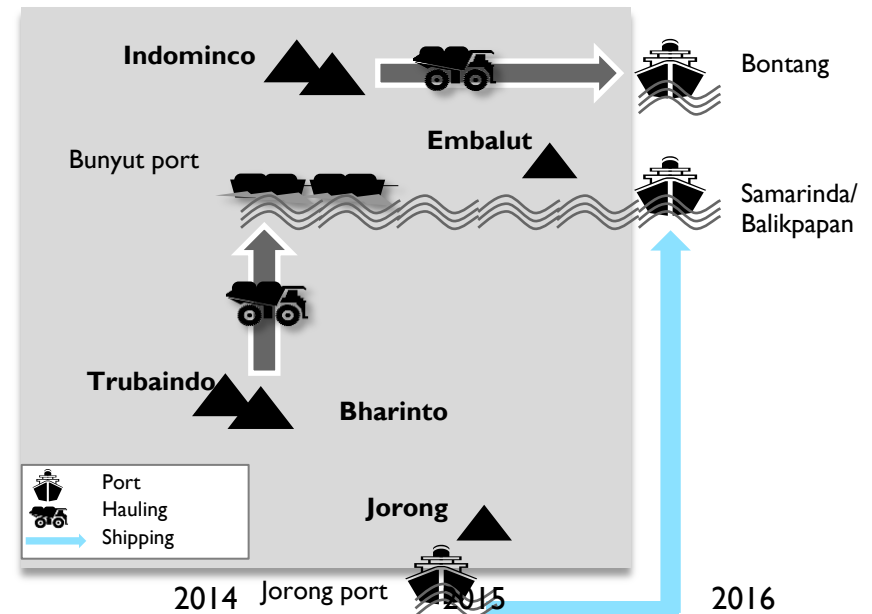 Indominco
Bontang
Embalut
Bunyut port
Samarinda/
Balikpapan
Trubaindo
Bharinto
Port
Hauling
Shipping
Jorong
Jorong port
2014
2015
2016